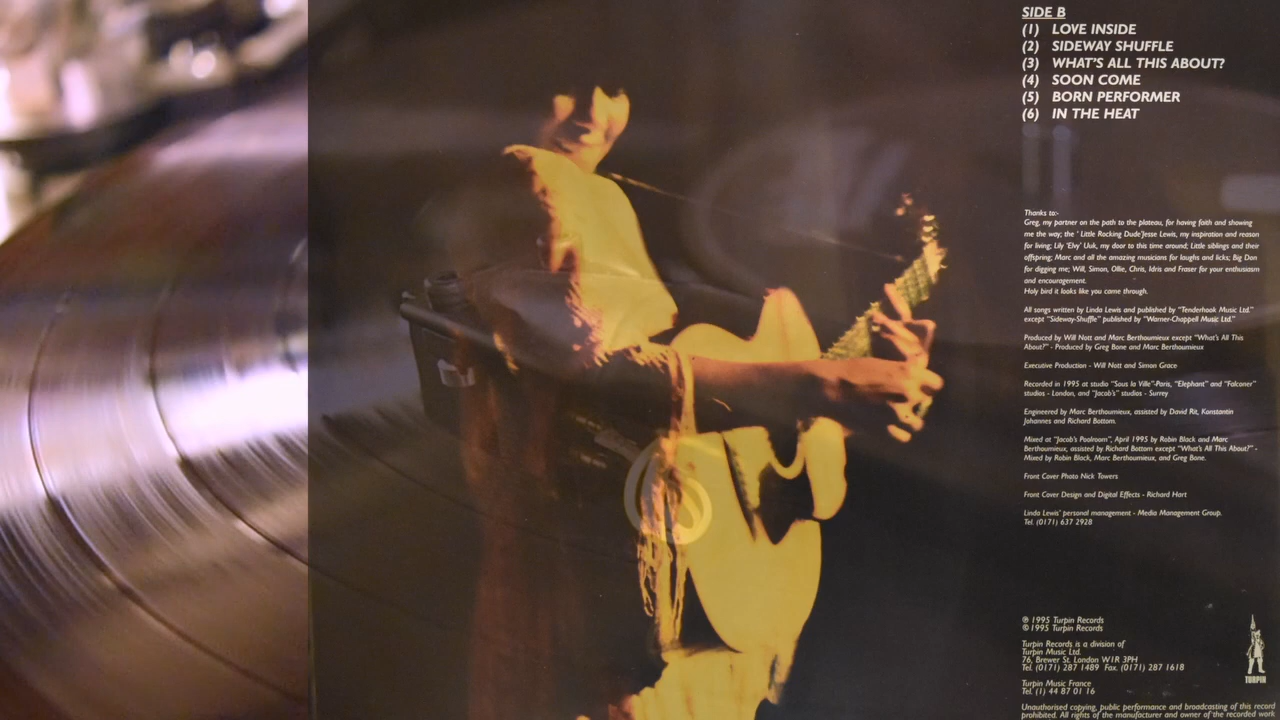 SIDE B
(1) LOVE INSIDE
(2) SIDEWAY SHUFFLE
(3) WHAT'S ALL THIS ABOUT?
(4) SOON COME
(5) BORN PERFORMER
(6) IN THE HEAT
Thanks to:-
Greg, my partner on the path to the plateau, for having faith and showing
me the way; the ' Little Rocking Dude'Jesse Lewis, my inspiration and reason
for living; Lily 'Elvy' Uuk, my door to this time around; Little siblings and their
offspring; Marc and all the amazing musicians for laughs and licks; Big Don
for digging me; Will, Simon, Ollie, Chris, Idris and Fraser for your enthusiasm
and encouragement.
Holy bird it looks like you came through.
All songs written by Linda Lewis and published by "Tenderhook Music Ltd."
except "Sideway-Shuffle" published by "Warner-Chappell Music Ltd."
Produced by Will Nott and Marc Berthoumieux except "What's All This
About?" - Produced by Greg Bone and Marc Berthoumieux
Executive Production - Will Nott and Simon Grace
Recorded in 1995 at studio "Sous la Ville"-Paris, "Elephant" and "Falconer"
studios - London, and "Jacob's" studios - Surrey
Engineered by Marc Berthoumieux, assisted by David Rit, Konstantin
Johannes and Richard Bottom.
Mixed at "Jacob's Poolroom", April 1995 by Robin Black and Marc
Berthoumieux, assisted by Richard Bottom except "What's All This About?" -
Mixed by Robin Black, Marc Berthoumieux, and Greg Bone.
Front Cover Photo Nick Towers
Front Cover Design and Digital Effects - Richard Hart
Linda Lewis' personal management - Media Management Group.
Tel. (0171) 637 2928
℗ 1995 Turpin Records
© 1995 Turpin Records
Turpin Records is a division of
Turpin Music Ltd.
76, Brewer St. London W1R 3PH
Tel. (0171) 287 1489 Fax. (0171) 287 1618
TURPIN
Turpin Music France
Tel. (1) 44 87 01 16
Unauthorised copying, public performance and broadcasting of this record
prohibited. All rights of the manufacturer and owner of the recorded work